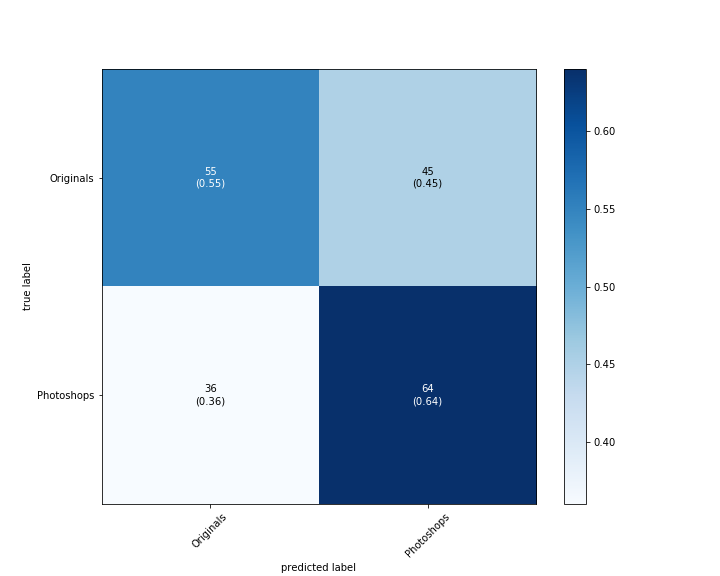 Originals
55
(0.55)
45
(0.45)
Photoshops
36
(0.36)
64
(0.64)
true label
Originals
Photoshops
predicted label
0.60
0.55
0.50
0.45
0.40